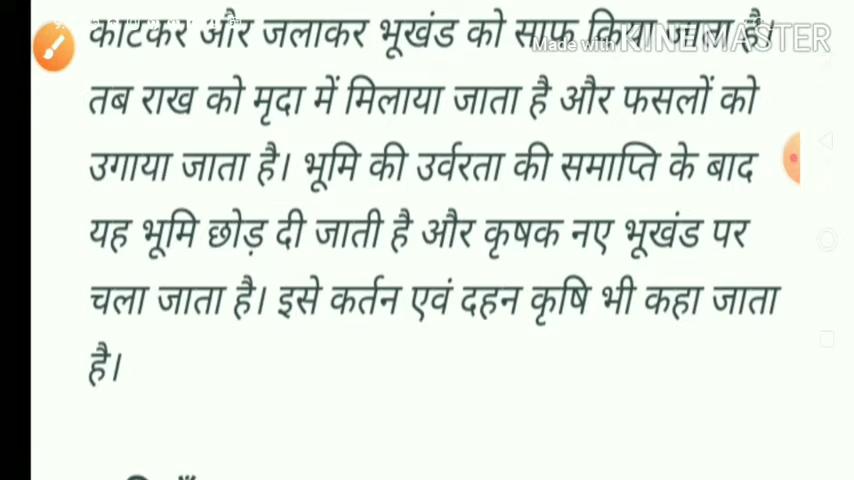 काटकर और जलाकर भूखंड को साफ किया जाता है।
Made with KINEMASTER
तब राख को मृदा में मिलाया जाता है और फसलों को
उगाया जाता है। भूमि की उर्वरता की समाप्ति के बाद
यह भूमि छोड़ दी जाती है और कृषक नए भूखंड पर
चला जाता है। इसे कर्तन एवं दहन कृषि भी कहा जाता
है।